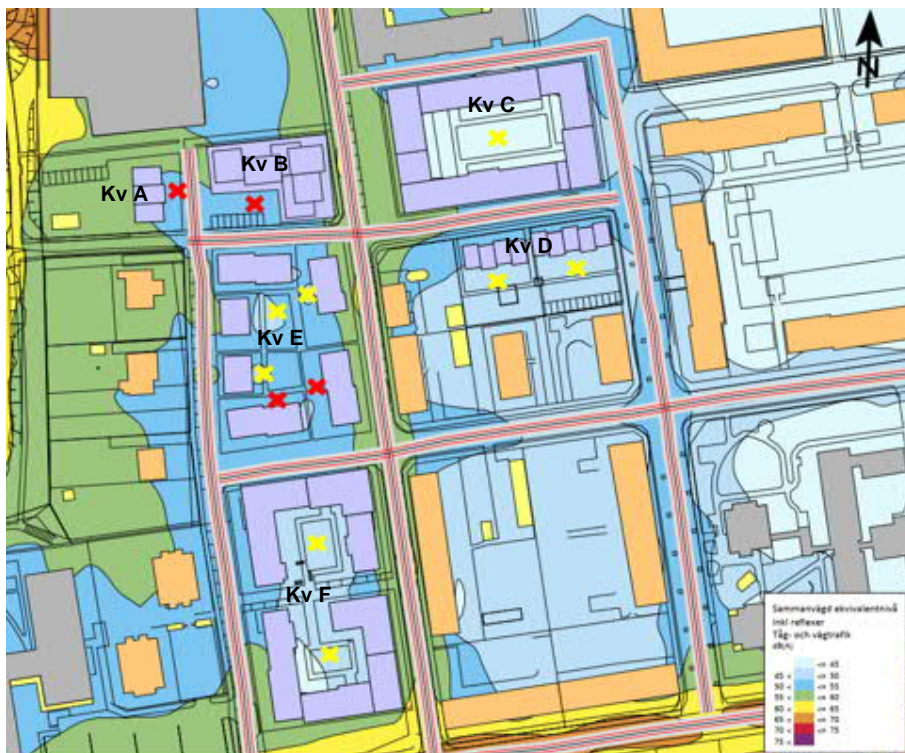 N
Kv C
Kv B
Kv A
Kv D
Kv E
Kv F
Sammanvägd ekvivalentnivå
inkl reflexer
Tåg- och vägtrafik
<= 45
45 < <= 50
50 < <= 55
55 < <= 60
60 < <= 65
65 < <= 70
70 < <= 75
75 <